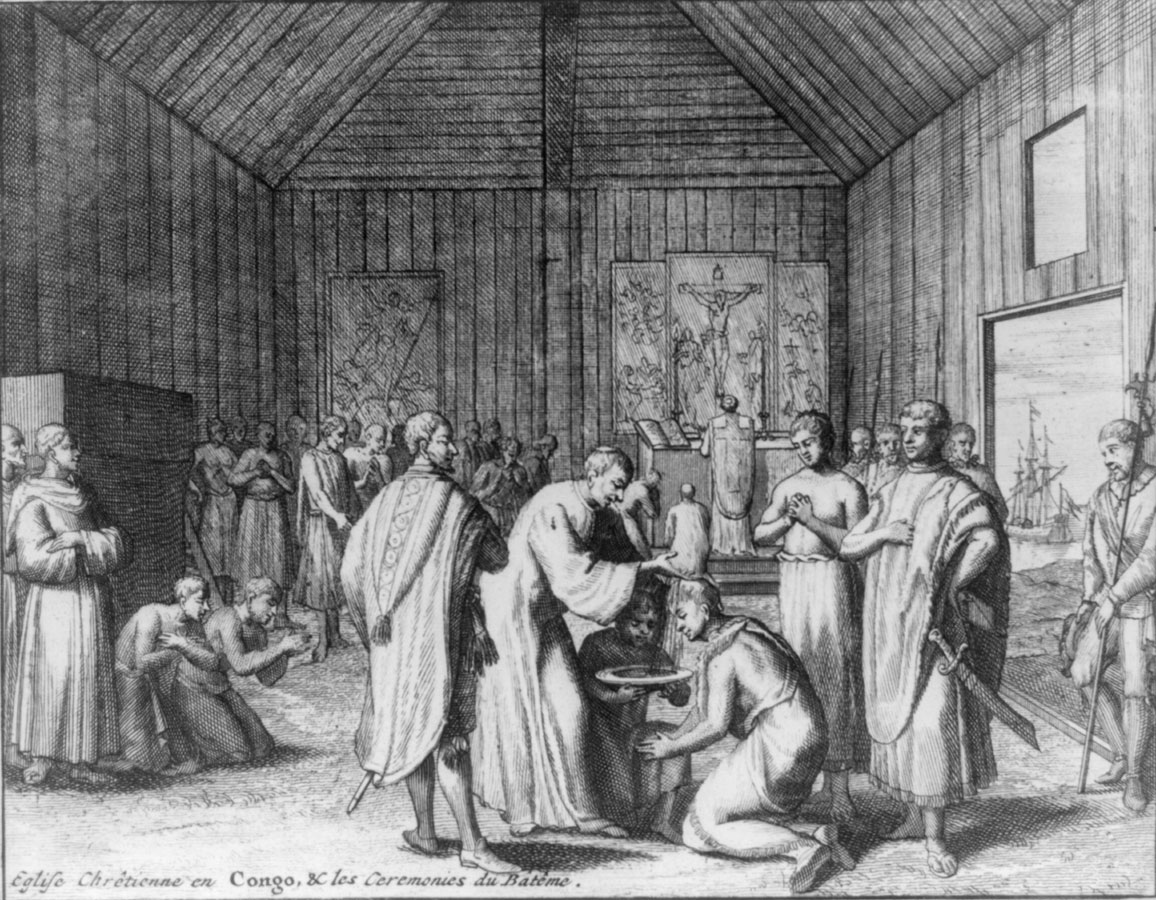 Eglise Chrétienne en Congo, & les Ceremonies du Batême.